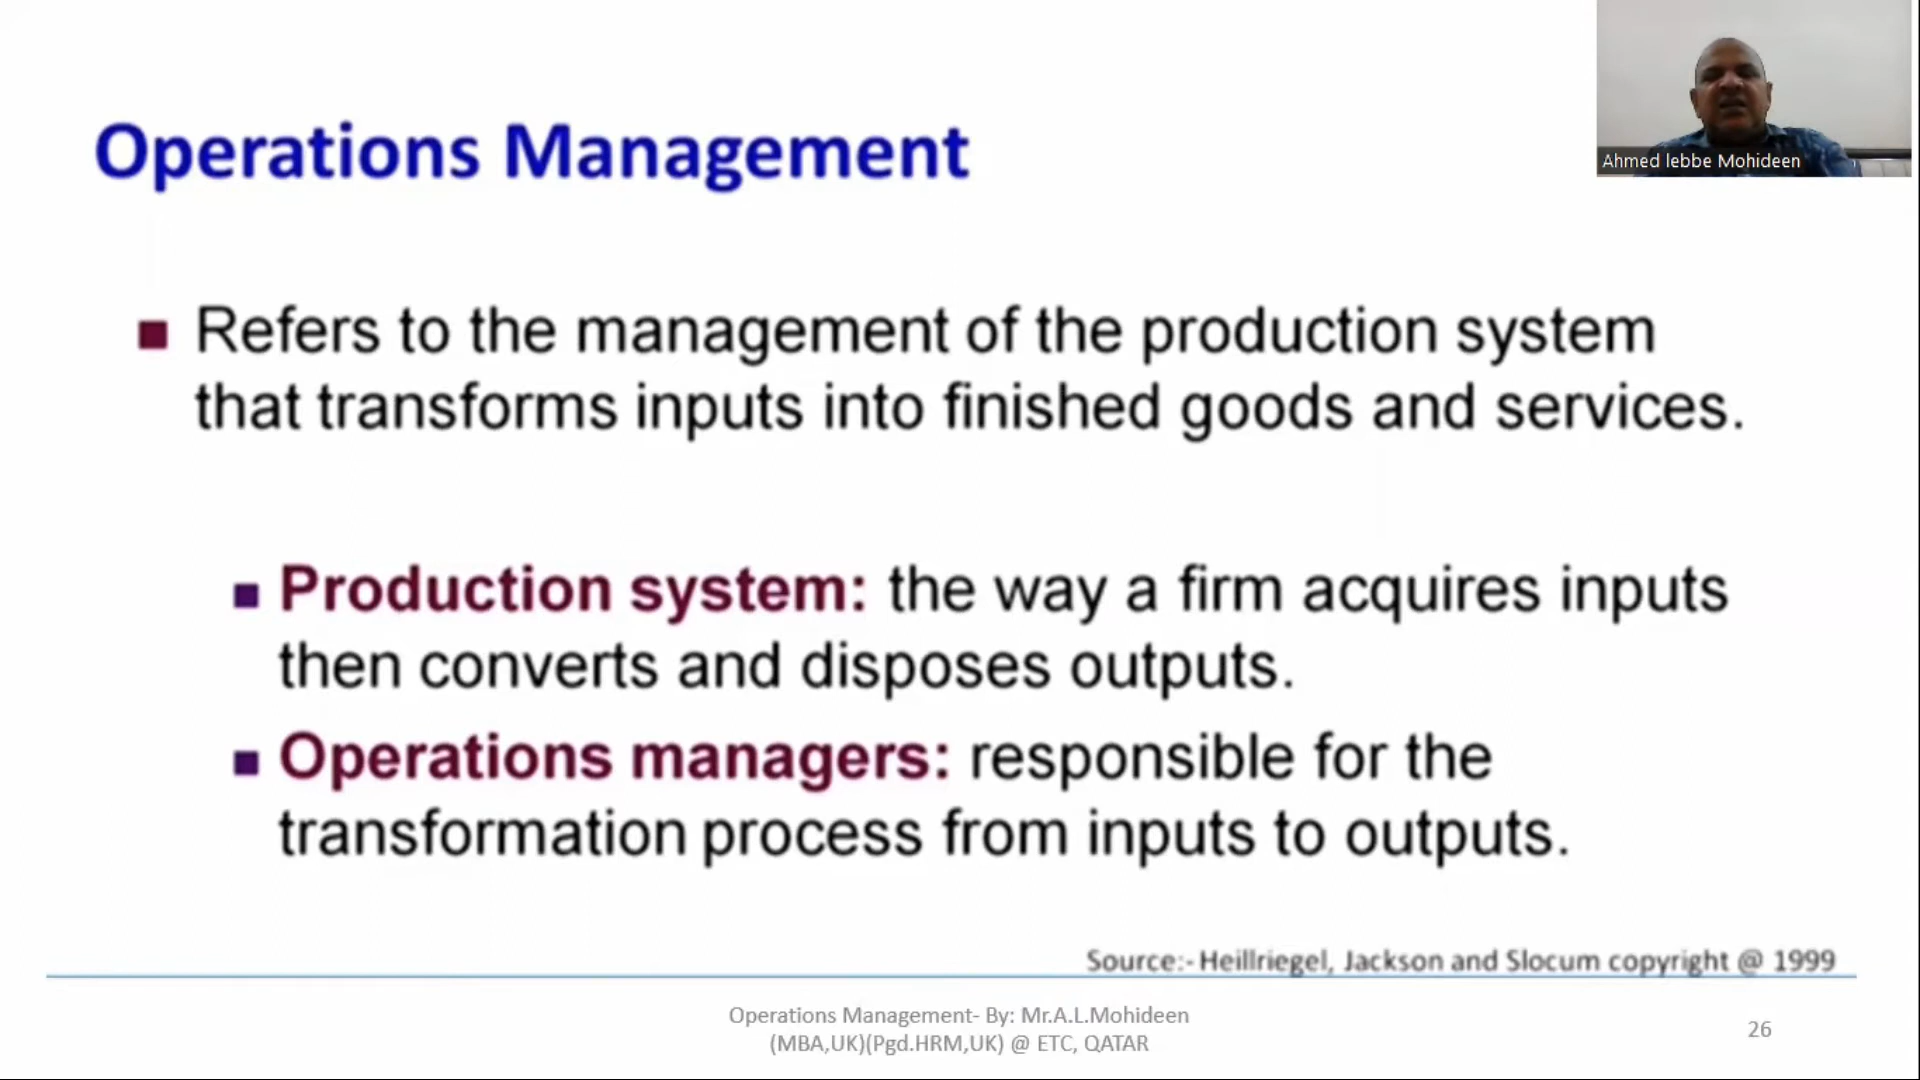 Operations Management
Ahmed lebbe Mohideen
Refers to the management of the production system
that transforms inputs into finished goods and services.
Production system: the way a firm acquires inputs
then converts and disposes outputs.
Operations managers: responsible for the
transformation process from inputs to outputs.
Source:- Heillriegel, Jackson and Slocum copyright @ 1999
Operations Management- By: Mr.A.L.Mohideen
(MBA,UK)(Pgd.HRM,UK) @ ETC, QATAR
26